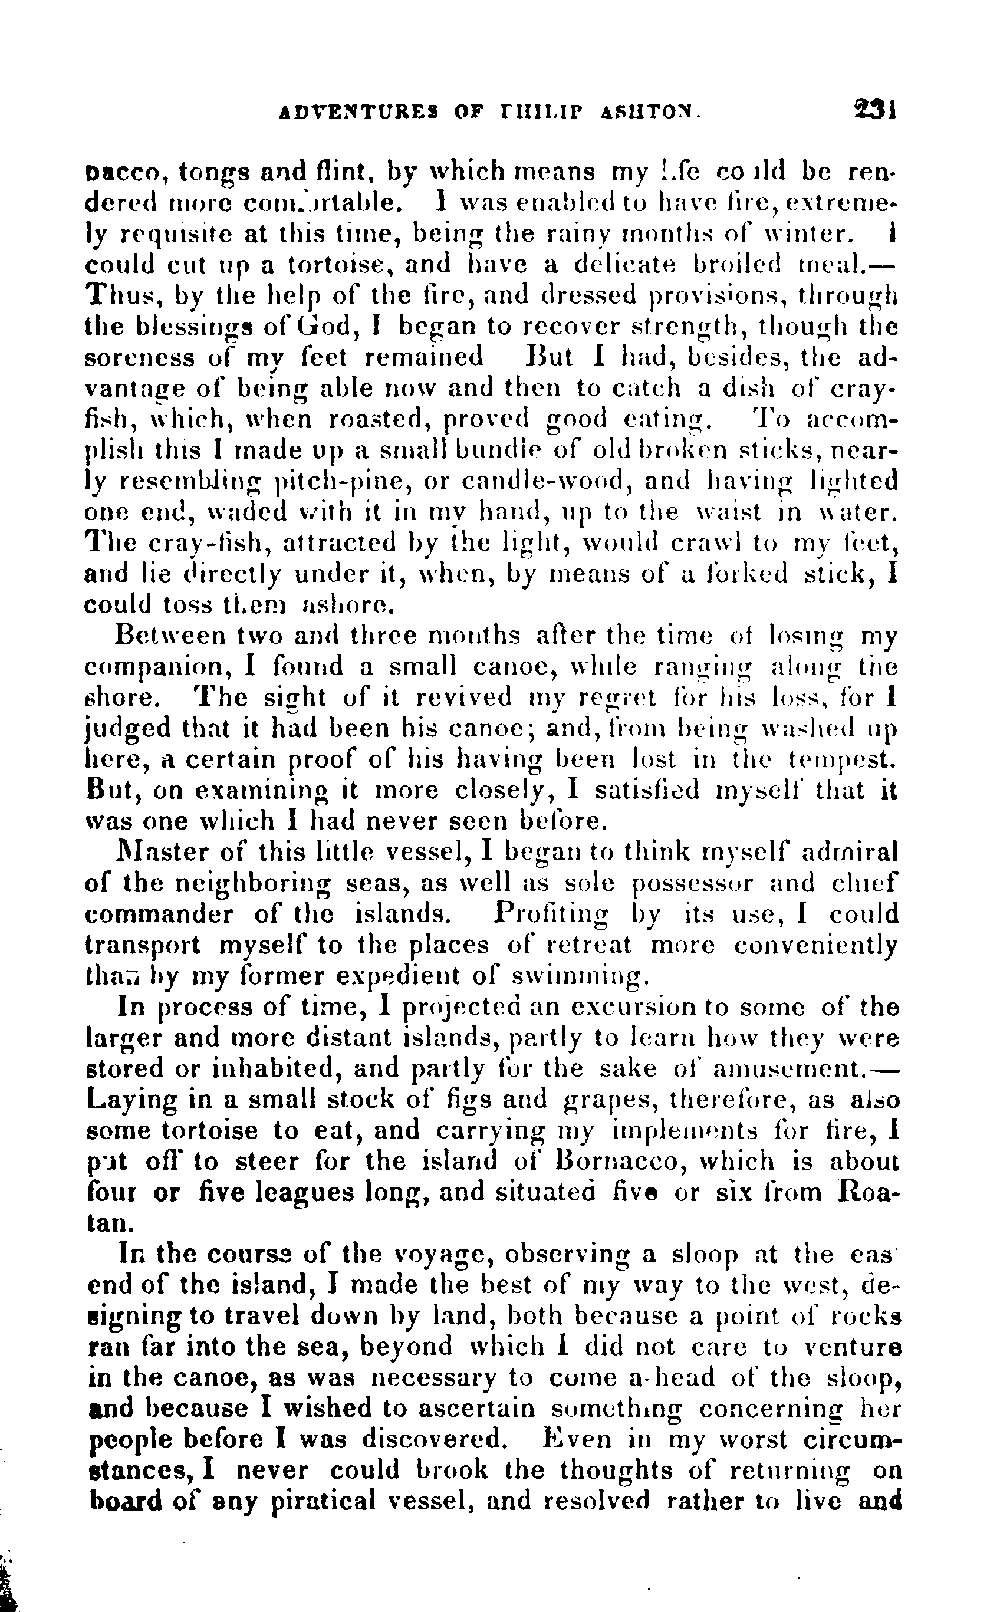 ADVENTURES OF PHILIP ASHTON. 231
bacco, tongs and flint, by which means my life could be ren-
dered more comfortable. I was enabled to have fire, extreme-
ly requisite at this time, being the rainy months of winter. I
could cut up a tortoise, and have a delicate broiled meal.—
Thus, by the help of the fire, and dressed provisions, through
the blessings of God, I began to recover strength, though the
soreness of my feet remained But I had, besides, the ad-
vantage of being able now and then to catch a dish of cray-
fish, which, when roasted, proved good eating. To accom-
plish this I made up a small bundle of old broken sticks, near-
ly resembling pitch-pine, or candle-wood, and having lighted
one end, waded with it in my hand, up to the waist in water.
The cray-fish, attracted by the light, would crawl to my feet,
and lie directly under it, when, by means of a forked stick, I
could toss them ashore.
Between two and three months after the time of losing my
companion, I found a small canoe, while ranging along the
shore. The sight of it revived my regret for his loss, for I
judged that it had been his canoe; and, from being washed up
here, a certain proof of his having been lost in the tempest.
But, on examining it more closely, I satisfied myself that it
was one which I had never seen before.
Master of this little vessel, I began to think myself admiral
of the neighboring seas, as well as sole possessor and chief
commander of the islands. Profiting by its use, I could
transport myself to the places of retreat more conveniently
than by my former expedient of swimming.
In process of time, I projected an excursion to some of the
larger and more distant islands, partly to learn how they were
stored or inhabited, and partly for the sake of amusement.—
Laying in a small stock of figs and grapes, therefore, as also
some tortoise to eat, and carrying my implements for fire, I
put off to steer for the island of Bornacco, which is about
four or five leagues long, and situated five or six from Roa-
tan.
In the course of the voyage, observing a sloop at the eas
end of the island, I made the best of my way to the west, de-
signing to travel down by land, both because a point of rocks
ran far into the sea, beyond which I did not care to venture
in the canoe, as was necessary to come a-head of the sloop,
and because I wished to ascertain something concerning her
people before I was discovered. Even in my worst circum-
stances, I never could brook the thoughts of returning on
board of any piratical vessel, and resolved rather to live and